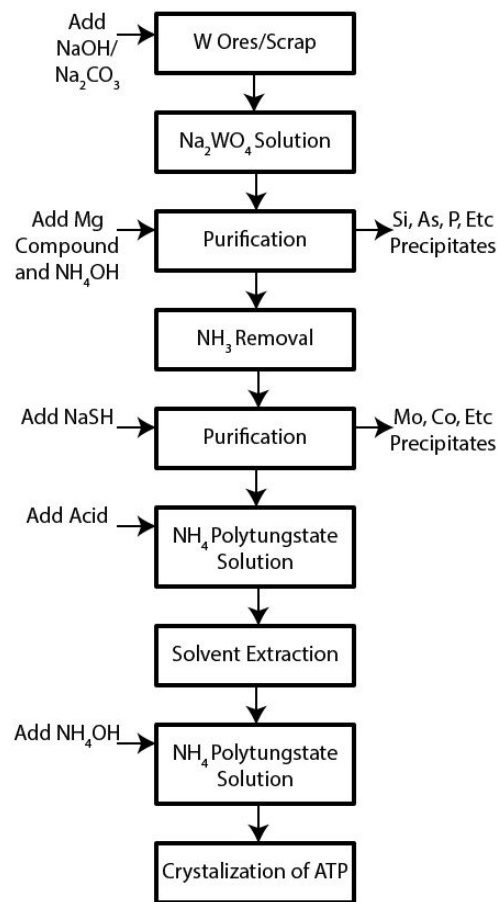 Add
NaOH/
Na₂CO₃
W Ores/Scrap
Na₂WO₄ Solution
Add Mg
Compound
and NH₄OH
Purification
Si, As, P, Etc
Precipitates
NH₃ Removal
Add NaSH
Purification
Mo, Co, Etc
Precipitates
Add Acid
NH₄ Polytungstate
Solution
Solvent Extraction
Add NH₄OH
NH₄ Polytungstate
Solution
Crystalization of ATP